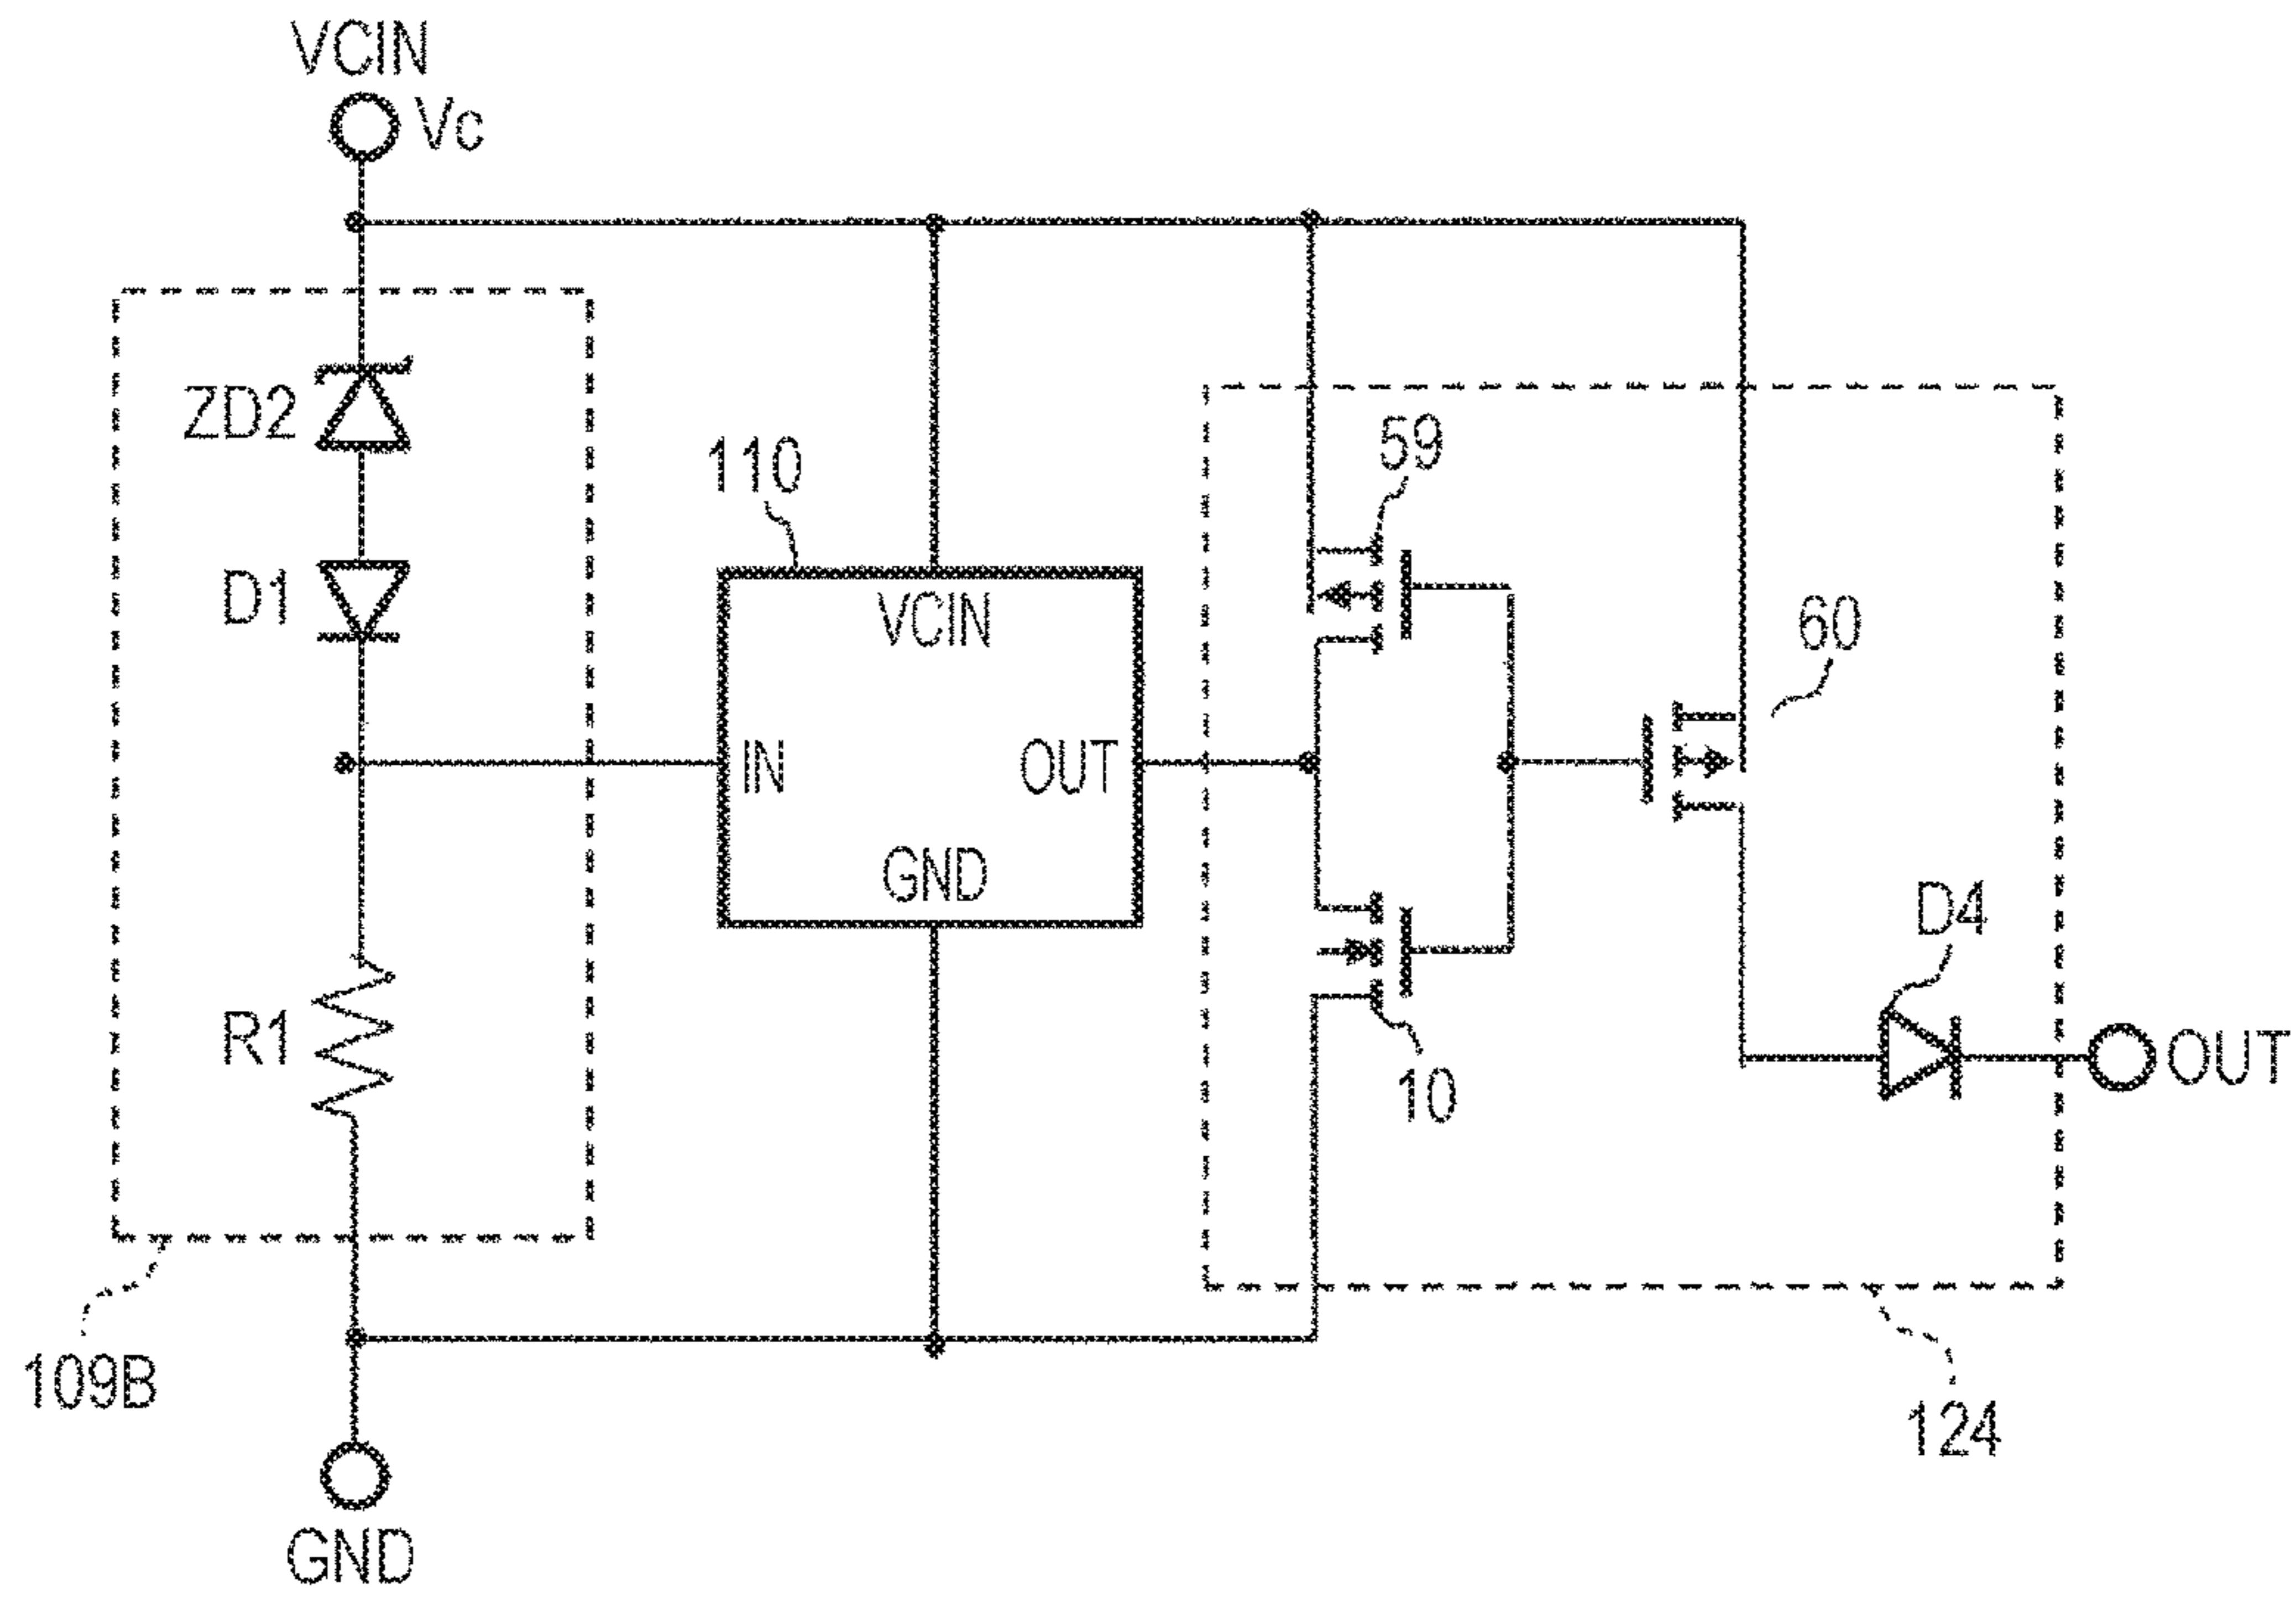 VCIN
Vc
ZD2
110
59
D1
VCIN
60
IN
OUT
GND
D4
R1
10
OUT
109B
124
GND